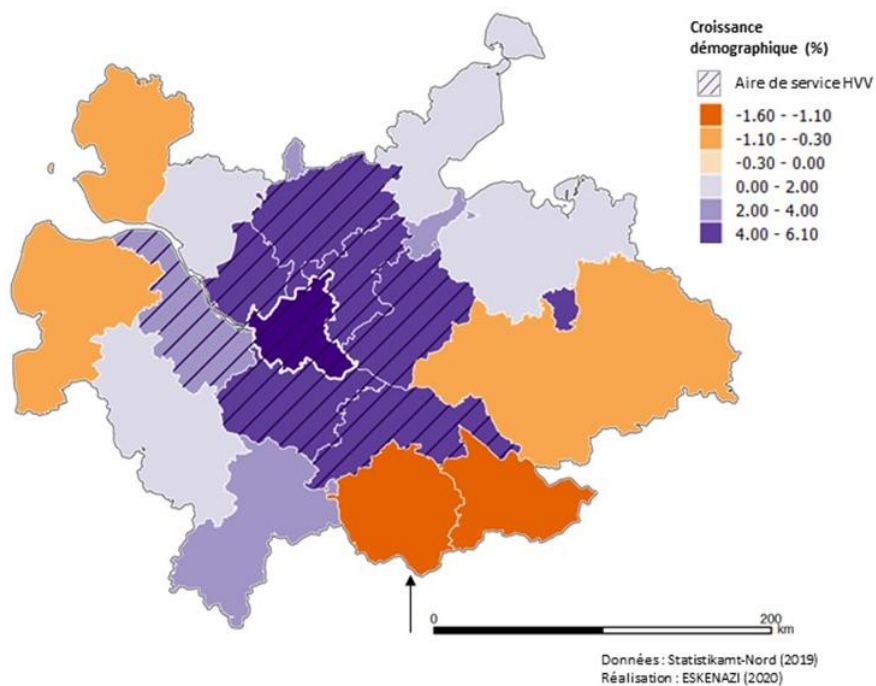 Croissance
démographique (%)
Aire de service HVV
-1.60 - -1.10
-1.10 - -0.30
-0.30 - 0.00
0.00 - 2.00
2.00 - 4.00
4.00 - 6.10
0 200
km
Données : Statistikamt-Nord (2019)
Réalisation : ESKENAZI (2020)